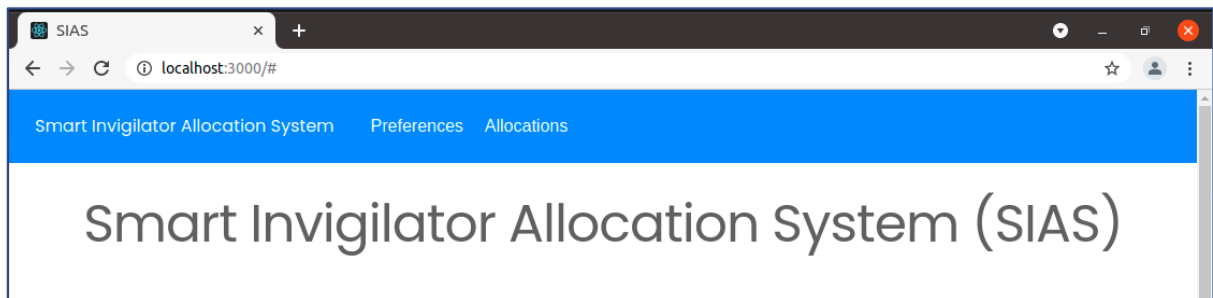 SIAS
localhost:3000/#
Smart Invigilator Allocation System Preferences Allocations
Smart Invigilator Allocation System (SIAS)